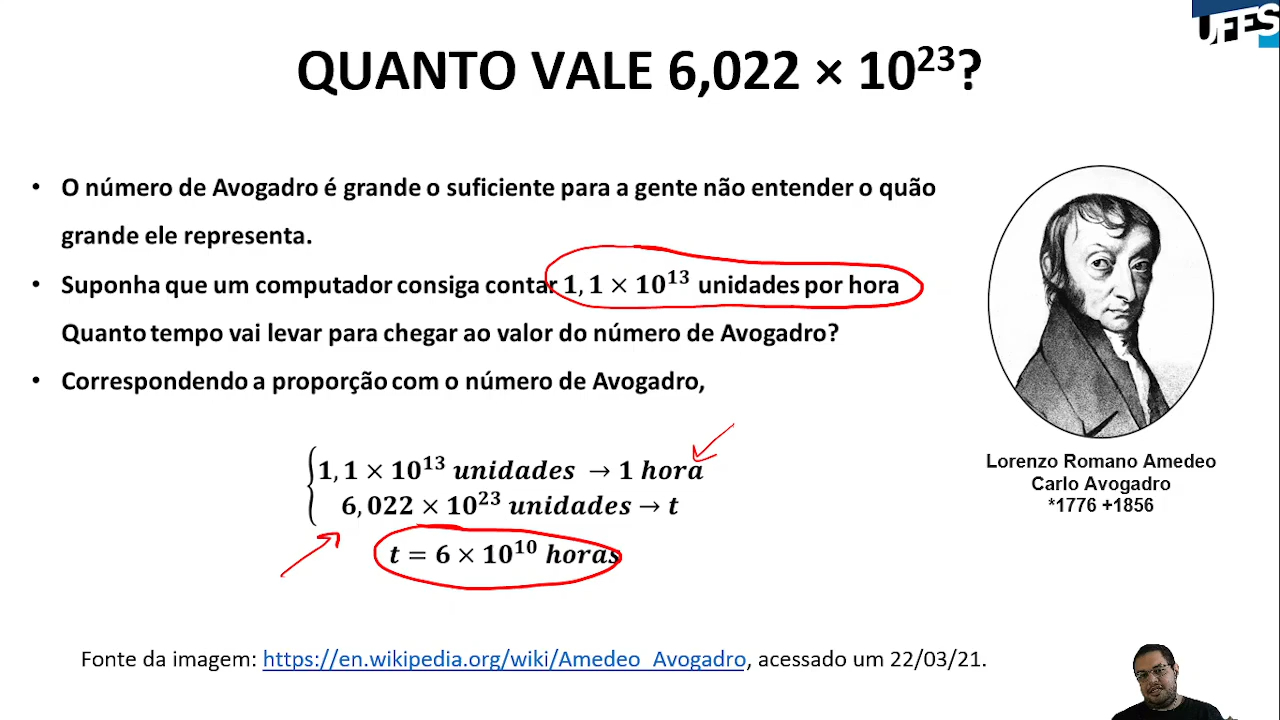 UFES
QUANTO VALE 6,022 × 10²³?
• O número de Avogadro é grande o suficiente para a gente não entender o quão
grande ele representa.
• Suponha que um computador consiga contar 1,1 × 10¹³ unidades por hora
Quanto tempo vai levar para chegar ao valor do número de Avogadro?
• Correspondendo a proporção com o número de Avogadro,
1,1 × 10¹³ unidades → 1 hora
6,022 × 10²³ unidades → t
t = 6 × 10¹⁰ horas
Lorenzo Romano Amedeo
Carlo Avogadro
*1776 +1856
Fonte da imagem: https://en.wikipedia.org/wiki/Amedeo_Avogadro, acessado um 22/03/21.